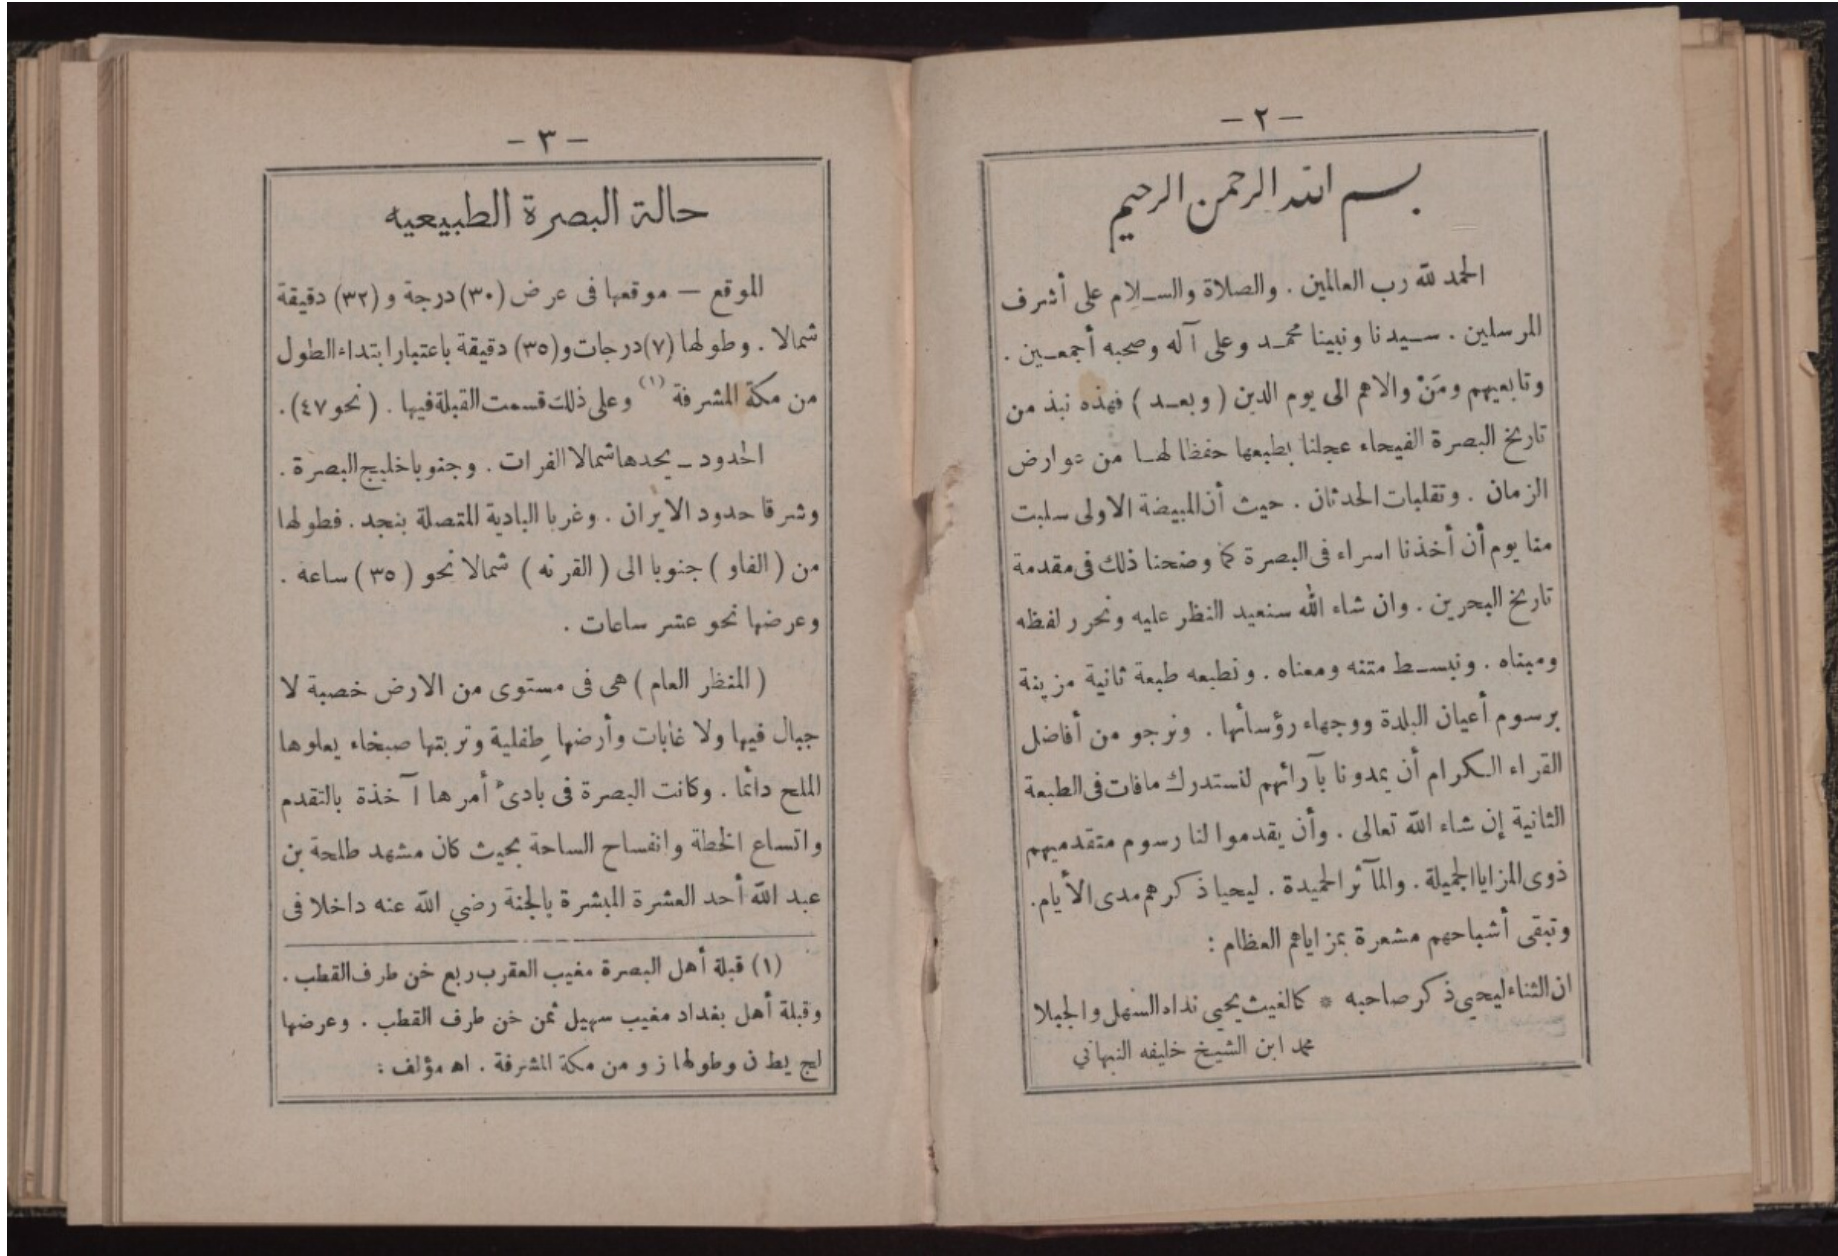 — ٢ —
بسم الله الرحمن الرحيم
الحمد لله رب العالمين . والصلاة والسلام على أشرف
المرسلين . سيدنا ونبينا محمد وعلى آله وصحبه أجمعين .
وتابعيهم ومَنْ والاهم الى يوم الدين ( وبعد ) فهذه نبذ من
تاريخ البصرة الفيحاء عجلنا بطبعها حفظا لها من عوارض
الزمان . وتقلبات الحدثان . حيث أن المبيضة الاولى سلبت
منا يوم أن أخذنا اسراء فى البصرة كما وضحنا ذلك فى مقدمة
تاريخ البحرين . وان شاء الله سنعيد النظر عليه ونحرر لفظه
ومبناه . ونبسط متنه ومعناه . ونطبعه طبعة ثانية مزينة
برسوم أعيان البلدة ووجهاء رؤسائها . ونرجو من أفاضل
القراء الكرام أن يمدونا بآرائهم لنستدرك مافات فى الطبعة
الثانية إن شاء الله تعالى . وأن يقدموا لنا رسوم متقدميهم
ذوى المزايا الجميلة . والمآثر الحميدة . ليحيا ذكرهم مدى الأيام .
وتبقى أشباحهم مشعرة بمزاياهم العظام :
ان الثناء ليحيي ذكر صاحبه * كالغيث يحيي نداه السهل والجبلا
محمد ابن الشيخ خليفه النبهاني
— ٣ —
حالة البصرة الطبيعيه
الموقع — موقعها فى عرض (٣٠) درجة و (٣٢) دقيقة
شمالا . وطولها (٧) درجات و(٣٥) دقيقة باعتبار ابتداء الطول
من مكة المشرفة (١) وعلى ذلك قسمت القبلة فيها . ( نحو ٤٧) .
الحدود — يحدها شمالا الفرات . وجنوبا خليج البصرة .
وشرقا حدود الايران . وغربا البادية المتصلة بنجد . فطولها
من ( الفاو ) جنوبا الى ( القرنه ) شمالا نحو ( ٣٥ ) ساعة .
وعرضها نحو عشر ساعات .
( المنظر العام ) هى فى مستوى من الارض خصبة لا
جبال فيها ولا غابات وأرضها طِفلية وتربتها صبخاء يعلوها
الملح دائما . وكانت البصرة فى بادئ أمرها آخذة بالتقدم
واتساع الخطة وانفساح الساحة بحيث كان مشهد طلحة بن
عبد الله أحد العشرة المبشرة بالجنة رضي الله عنه داخلا فى
(١) قبلة أهل البصرة مغيب العقرب ربع خن طرف القطب .
وقبلة أهل بغداد مغيب سهيل ثمن خن طرف القطب . وعرضها
لج يط ن وطولها ز و من مكة المشرفة . اه مؤلف :